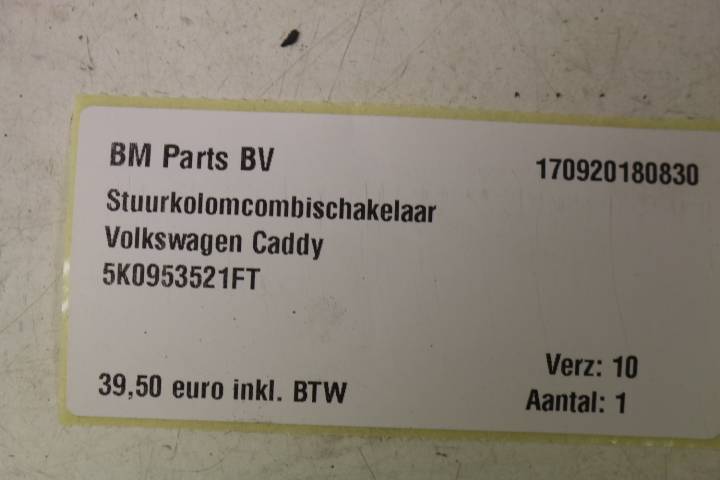 BM Parts BV
170920180830
Stuurkolomcombischakelaar
Volkswagen Caddy
5K0953521FT
Verz: 10
39,50 euro inkl. BTW
Aantal: 1